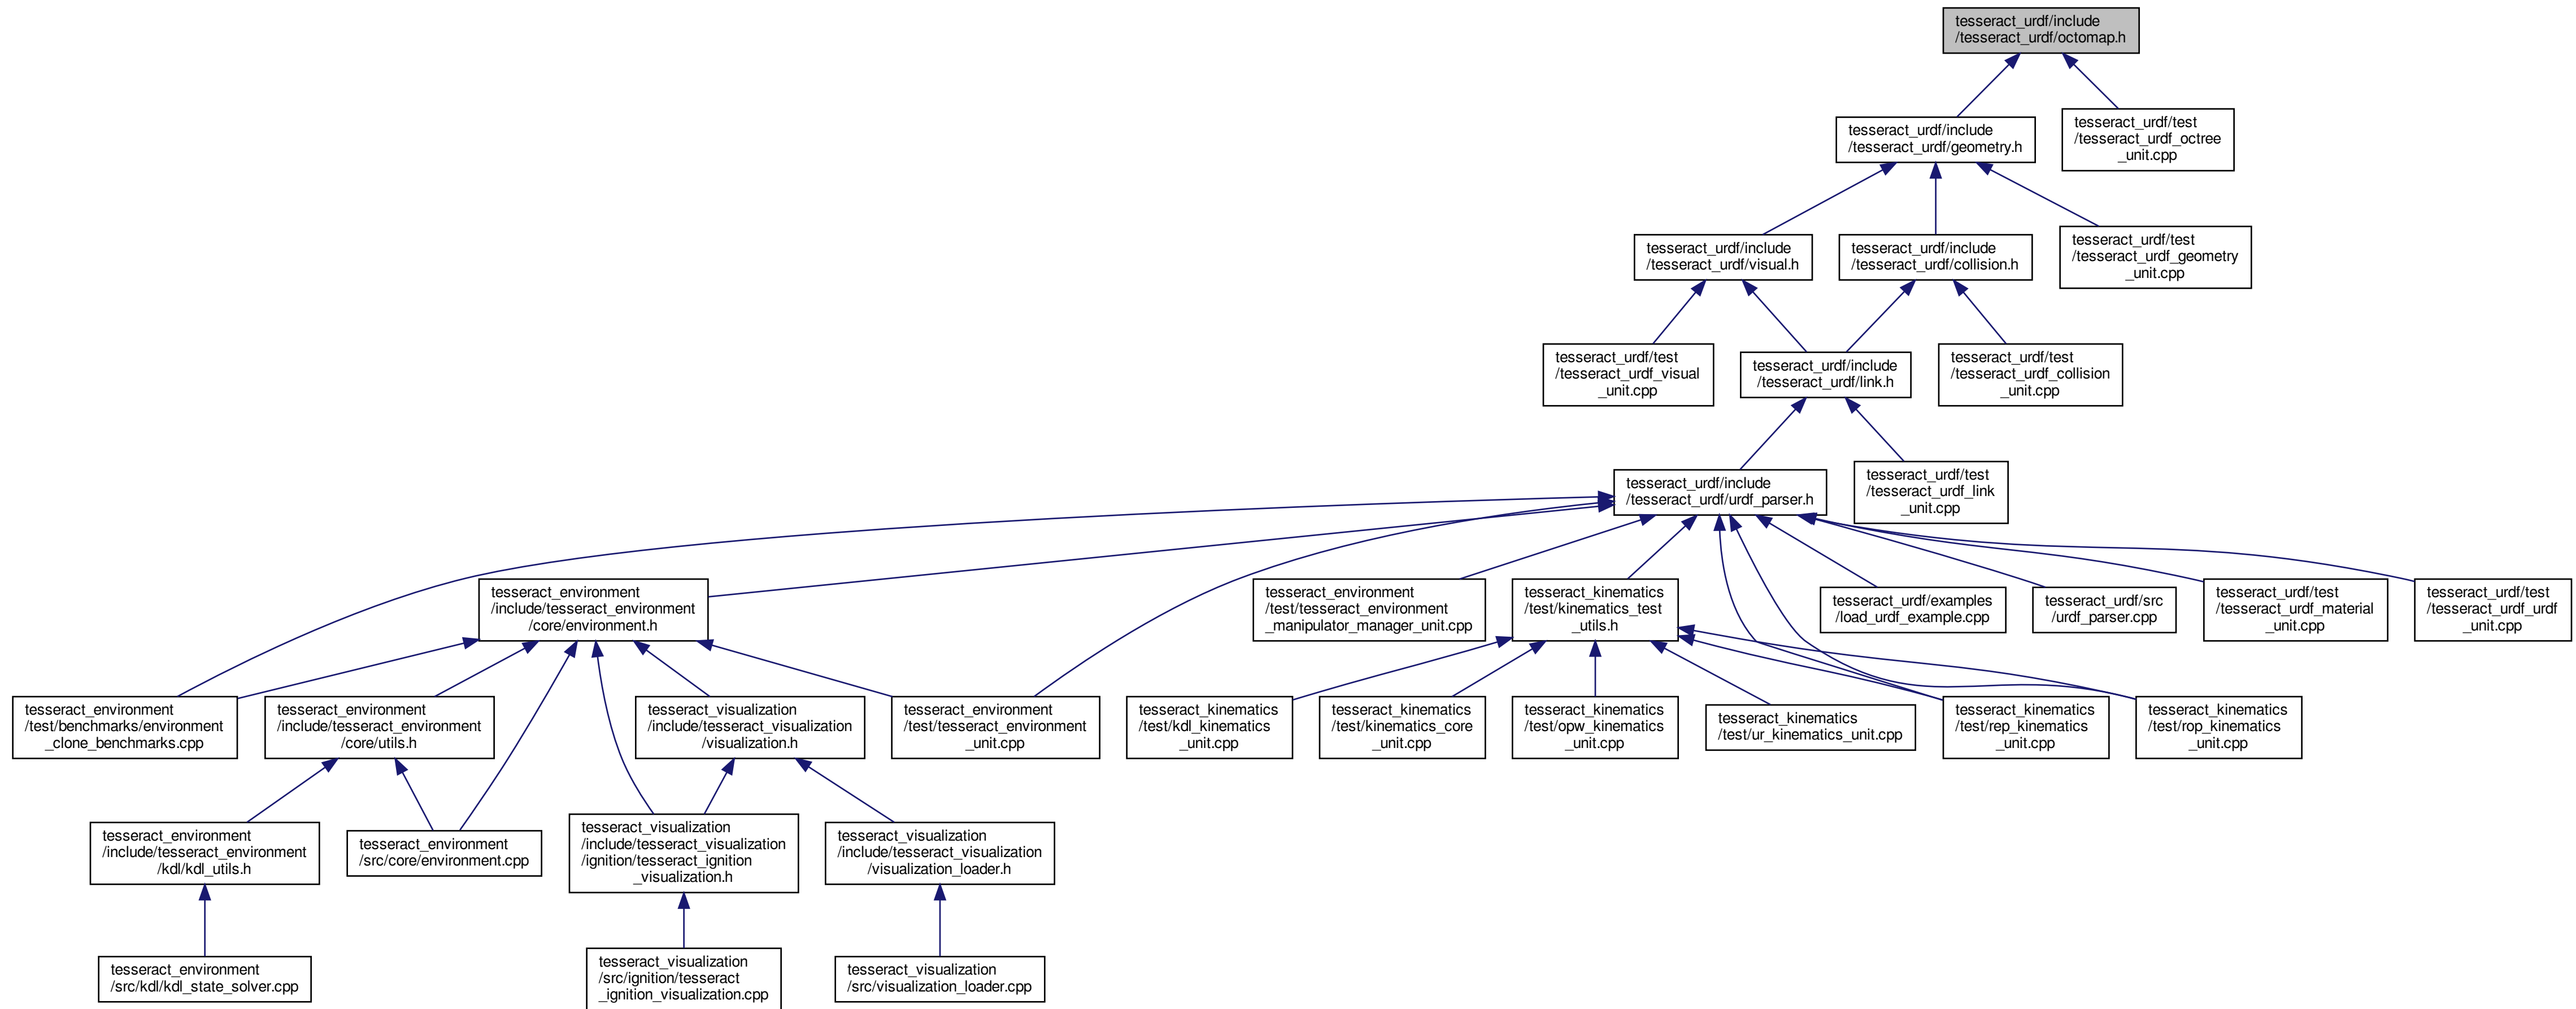 tesseract_urdf/include
/tesseract_urdf/octomap.h
tesseract_urdf/include
/tesseract_urdf/geometry.h
tesseract_urdf/test
/tesseract_urdf_octree
_unit.cpp
tesseract_urdf/include
/tesseract_urdf/visual.h
tesseract_urdf/include
/tesseract_urdf/collision.h
tesseract_urdf/test
/tesseract_urdf_geometry
_unit.cpp
tesseract_urdf/test
/tesseract_urdf_visual
_unit.cpp
tesseract_urdf/include
/tesseract_urdf/link.h
tesseract_urdf/test
/tesseract_urdf_collision
_unit.cpp
tesseract_urdf/include
/tesseract_urdf/urdf_parser.h
tesseract_urdf/test
/tesseract_urdf_link
_unit.cpp
tesseract_environment
/include/tesseract_environment
/core/environment.h
tesseract_environment
/test/tesseract_environment
_manipulator_manager_unit.cpp
tesseract_kinematics
/test/kinematics_test
_utils.h
tesseract_urdf/examples
/load_urdf_example.cpp
tesseract_urdf/src
/urdf_parser.cpp
tesseract_urdf/test
/tesseract_urdf_material
_unit.cpp
tesseract_urdf/test
/tesseract_urdf_urdf
_unit.cpp
tesseract_environment
/test/benchmarks/environment
_clone_benchmarks.cpp
tesseract_environment
/include/tesseract_environment
/core/utils.h
tesseract_visualization
/include/tesseract_visualization
/visualization.h
tesseract_environment
/test/tesseract_environment
_unit.cpp
tesseract_kinematics
/test/kdl_kinematics
_unit.cpp
tesseract_kinematics
/test/kinematics_core
_unit.cpp
tesseract_kinematics
/test/opw_kinematics
_unit.cpp
tesseract_kinematics
/test/ur_kinematics_unit.cpp
tesseract_kinematics
/test/rep_kinematics
_unit.cpp
tesseract_kinematics
/test/rop_kinematics
_unit.cpp
tesseract_environment
/include/tesseract_environment
/kdl/kdl_utils.h
tesseract_environment
/src/core/environment.cpp
tesseract_visualization
/include/tesseract_visualization
/ignition/tesseract_ignition
_visualization.h
tesseract_visualization
/include/tesseract_visualization
/visualization_loader.h
tesseract_environment
/src/kdl/kdl_state_solver.cpp
tesseract_visualization
/src/ignition/tesseract
_ignition_visualization.cpp
tesseract_visualization
/src/visualization_loader.cpp